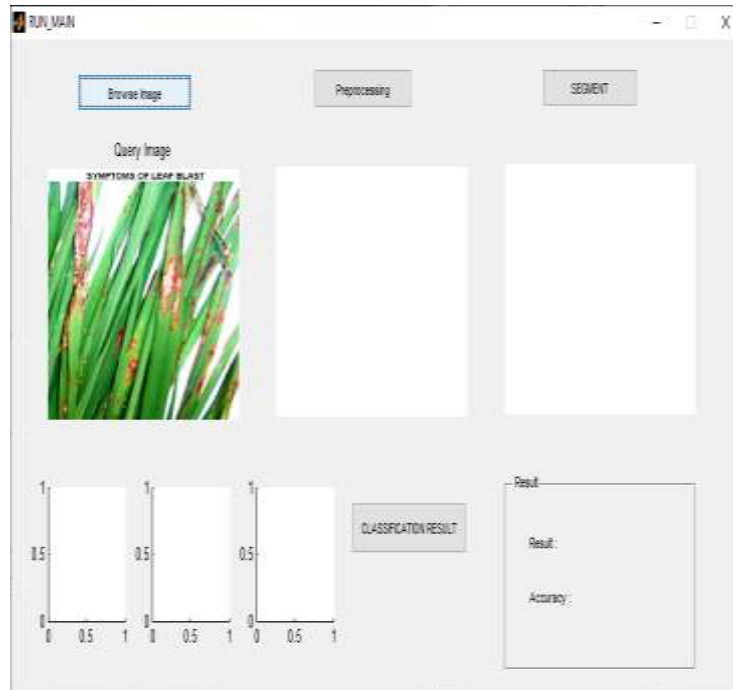 RUN_MAIN
Browse Image
Preprocessing
SEGMENT
Query Image
SYMPTOMS OF LEAF BLAST
1
0.5
0
0 0.5 1
1
0.5
0
0 0.5 1
1
0.5
0
0 0.5 1
CLASSIFICATION RESULT
Result
Result :
Accuracy :